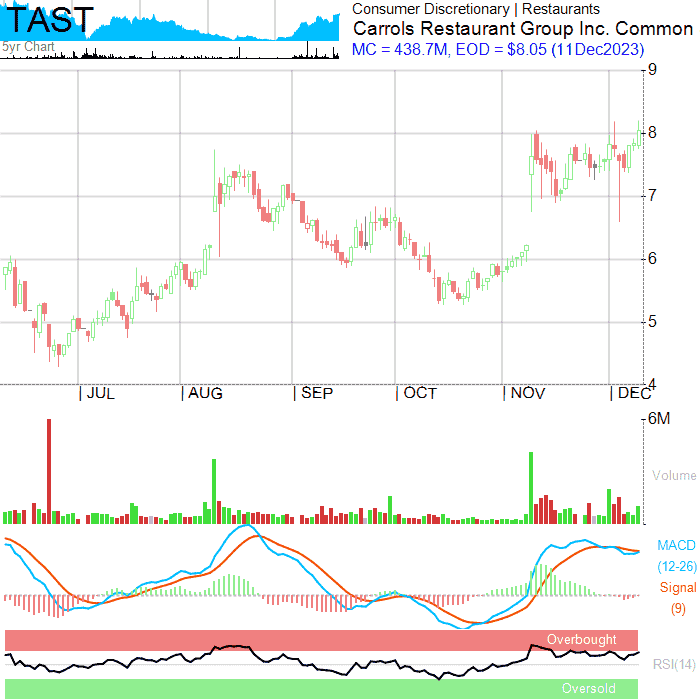 TAST
5yr Chart
Consumer Discretionary | Restaurants
Carrols Restaurant Group Inc. Common
MC = 438.7M, EOD = $8.05 (11Dec2023)
9
8
7
6
5
4
| JUL
| AUG
| SEP
| OCT
| NOV
| DEC
6M
Volume
MACD
(12-26)
Signal
(9)
Overbought
RSI(14)
Oversold